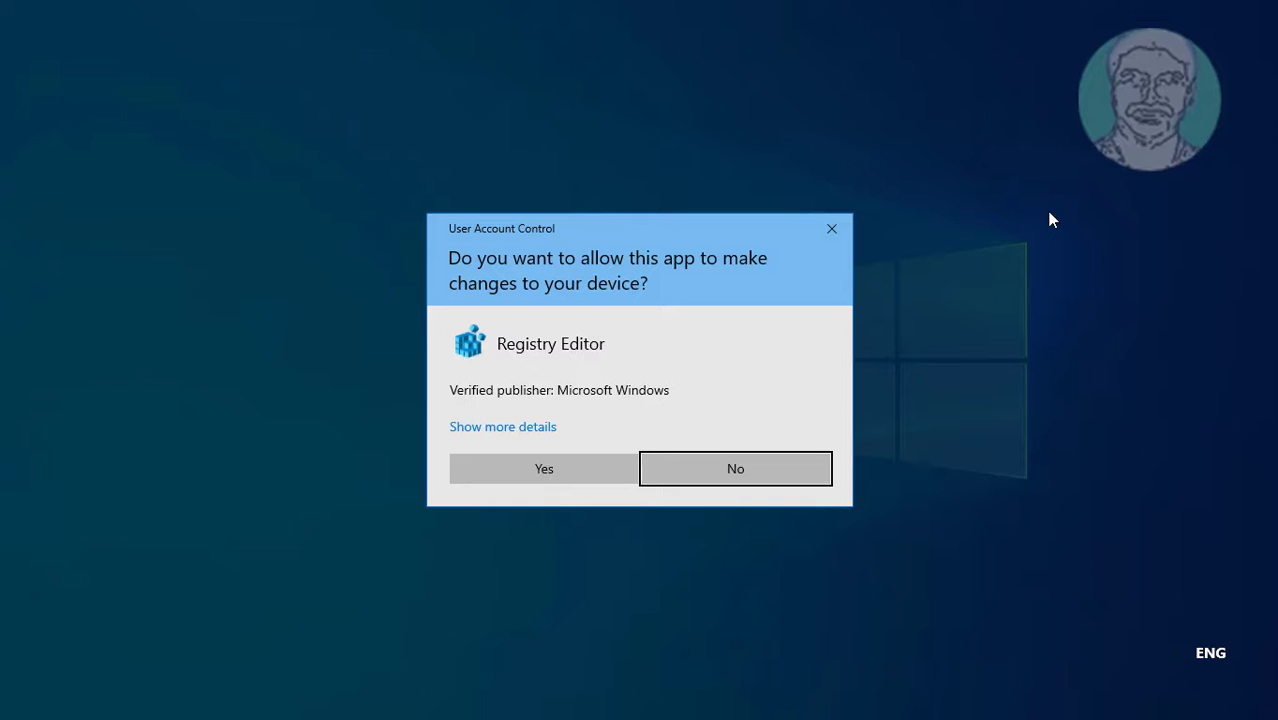 User Account Control
Do you want to allow this app to make
changes to your device?
Registry Editor
Verified publisher: Microsoft Windows
Show more details
Yes
No
ENG